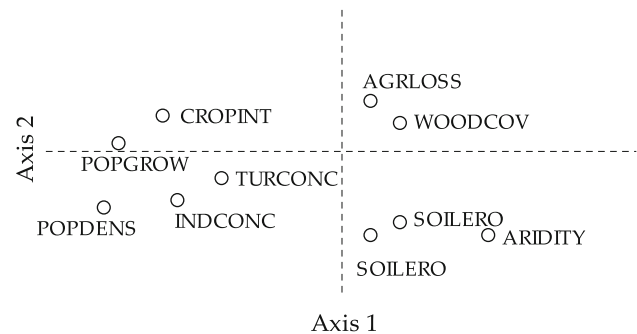 AGRLOSS
CROPINT
WOODCOV
Axis 2
POPGROW
TURCONC
POPDENS
INDCONC
SOILERO
ARIDITY
SOILERO
Axis 1